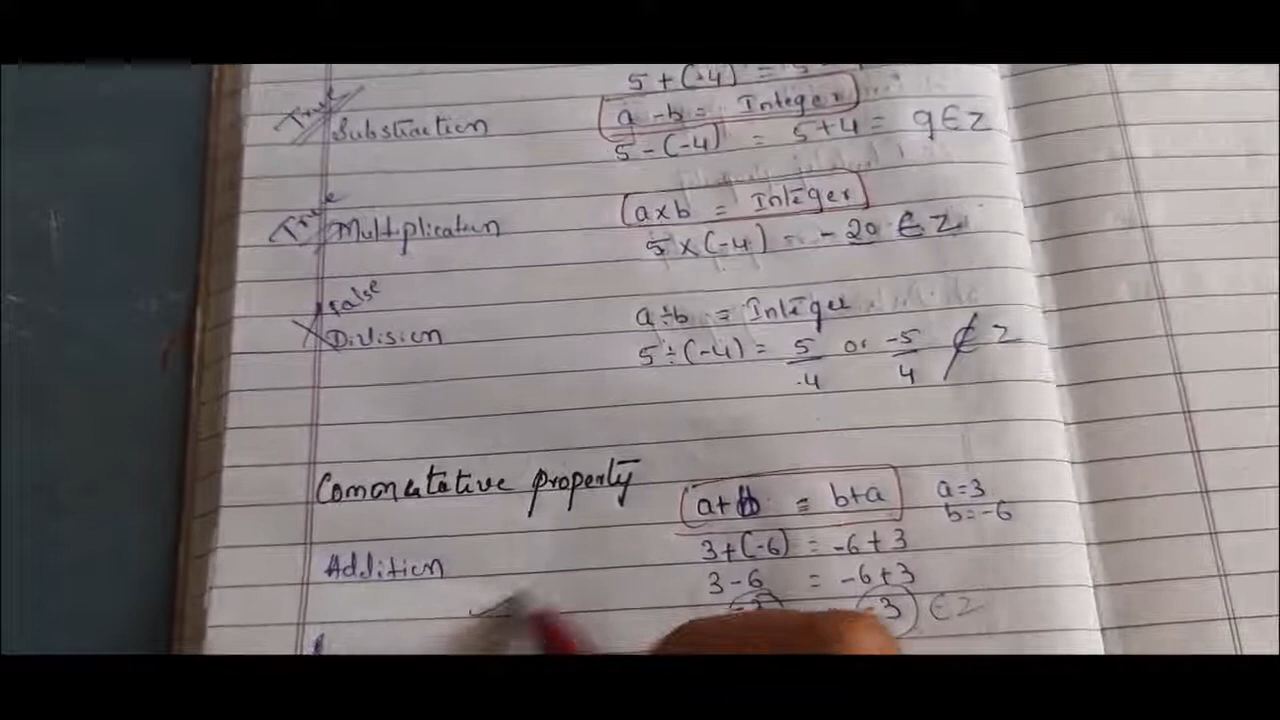 5 + (-4) =
True
a - b = Integer
Substraction
5 - (-4) = 5+4 = 9 ∈ Z
True
a×b = Integer
Multiplication
5 × (-4) = - 20 ∈ Z
False
a÷b = Integer
Division
5 ÷ (-4) = 5/-4 or -5/4 ∉ Z
Commutative property
a+b = b+a
a=3
b=-6
3+(-6) = -6+3
Addition
3-6 = -6+3
-3 ∈ Z